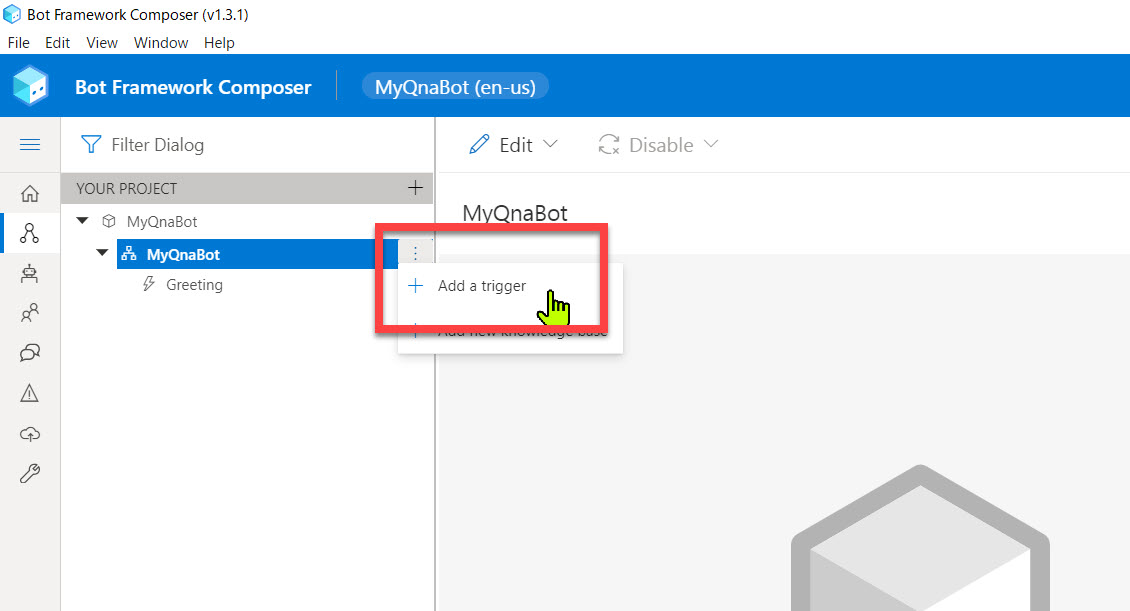 Bot Framework Composer (v1.3.1)
File Edit View Window Help
Bot Framework Composer MyQnaBot (en-us)
Filter Dialog
Edit Disable
YOUR PROJECT
MyQnaBot
MyQnaBot
MyQnaBot
Greeting
Add a trigger
Add new knowledge base